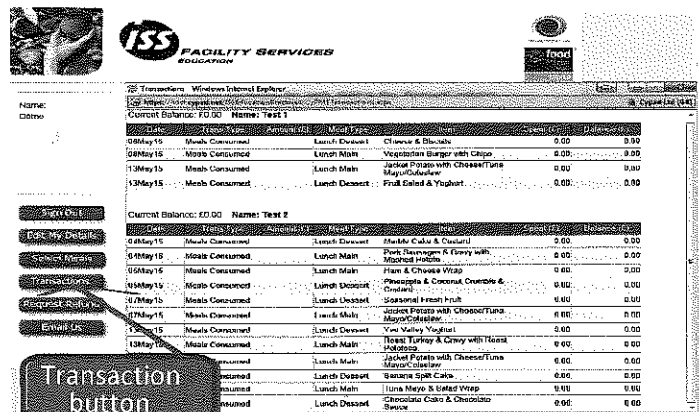 ISS FACILITY SERVICES
EDUCATION
food
Transactions - Windows Internet Explorer
Name:
Demo
Current Balance: £0.00 Name: Test 1
Date Trans Type Amount (£) Meal Type Item Spent (£) Balance (£)
06May15 Meals Consumed Lunch Dessert Cheese & Biscuits 0.00 0.00
06May15 Meals Consumed Lunch Main Vegetarian Burger with Chips 0.00 0.00
13May15 Meals Consumed Lunch Main Jacket Potato with Cheese/Tuna Mayo/Coleslaw 0.00 0.00
13May15 Meals Consumed Lunch Dessert Fruit Salad & Yoghurt 0.00 0.00
Sign Out
Edit My Details
Select Meals
Transactions
Request Refund
Email Us
Current Balance: £0.00 Name: Test 2
Date Trans Type Amount (£) Meal Type Item Spent (£) Balance (£)
04May15 Meals Consumed Lunch Dessert Marble Cake & Custard 0.00 0.00
04May15 Meals Consumed Lunch Main Pork Sausages & Gravy with Mashed Potato 0.00 0.00
05May15 Meals Consumed Lunch Main Ham & Cheese Wrap 0.00 0.00
05May15 Meals Consumed Lunch Dessert Pineapple & Coconut Crumble & Custard 0.00 0.00
07May15 Meals Consumed Lunch Dessert Seasonal Fresh Fruit 0.00 0.00
07May15 Meals Consumed Lunch Main Jacket Potato with Cheese/Tuna Mayo/Coleslaw 0.00 0.00
Meals Consumed Lunch Dessert Yeo Valley Yoghurt 0.00 0.00
13May Meals Consumed Lunch Main Roast Turkey & Gravy with Roast Potatoes 0.00 0.00
Lunch Main Jacket Potato with Cheese/Tuna Mayo/Coleslaw 0.00 0.00
Lunch Dessert Banana Split Cake 0.00 0.00
Lunch Main Tuna Mayo & Salad Wrap 0.00 0.00
Lunch Dessert Chocolate Cake & Chocolate Sauce 0.00 0.00
Transaction
button